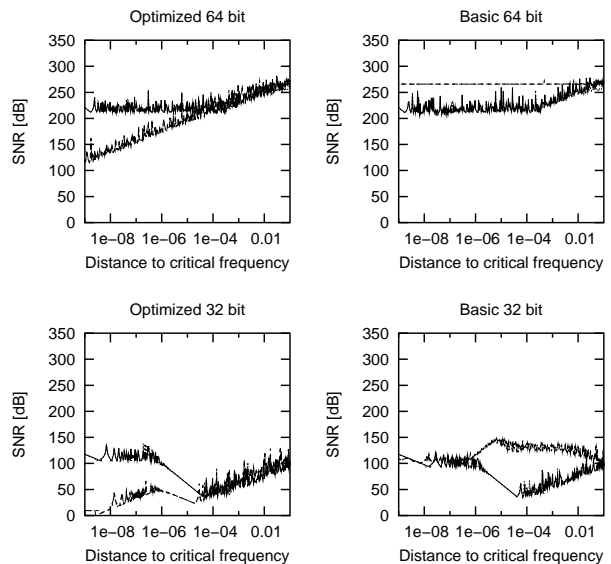 Optimized 64 bit
SNR [dB]
350
300
250
200
150
100
50
0
1e−08 1e−06 1e−04 0.01
Distance to critical frequency
Basic 64 bit
SNR [dB]
350
300
250
200
150
100
50
0
1e−08 1e−06 1e−04 0.01
Distance to critical frequency
Optimized 32 bit
SNR [dB]
350
300
250
200
150
100
50
0
1e−08 1e−06 1e−04 0.01
Distance to critical frequency
Basic 32 bit
SNR [dB]
350
300
250
200
150
100
50
0
1e−08 1e−06 1e−04 0.01
Distance to critical frequency